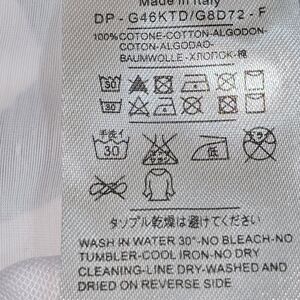 Made in Italy
DP - G46KTD/G8D72 - F
100%COTONE-COTTON-ALGODON-
COTON-ALGODAO-
BAUMWOLLE-ХЛОПОК-棉
30
30
手洗イ
30
低
タンブル乾燥は避けてください
WASH IN WATER 30°-NO BLEACH-NO
TUMBLER-COOL IRON-NO DRY
CLEANING-LINE DRY-WASHED AND
DRIED ON REVERSE SIDE